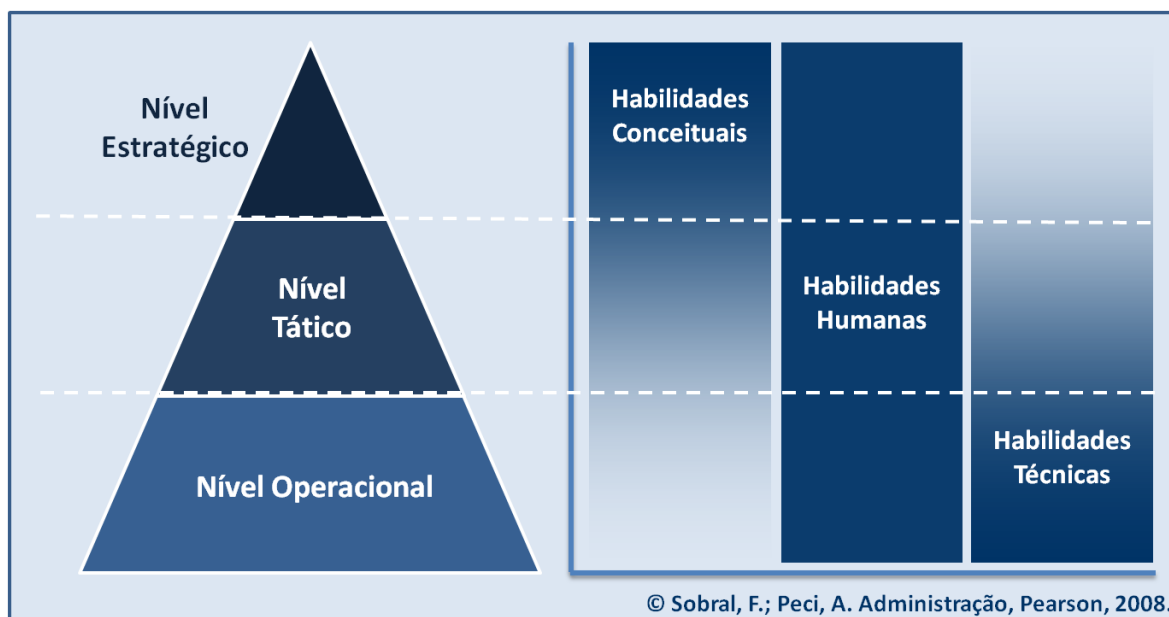 Nível
Estratégico
Nível
Tático
Nível Operacional
Habilidades
Conceituais
Habilidades
Humanas
Habilidades
Técnicas
© Sobral, F.; Peci, A. Administração, Pearson, 2008.